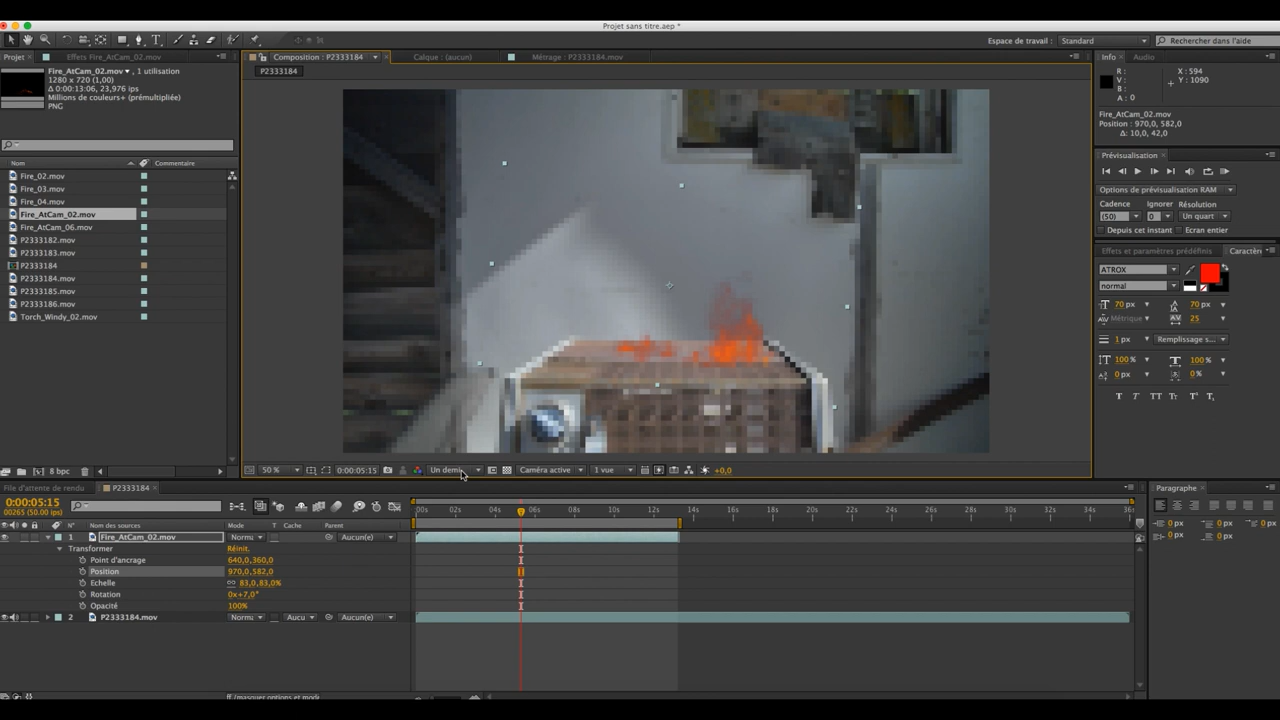 Projet sans titre.aep *
Espace de travail : Standard
Rechercher dans l'aide
Projet
Effets Fire_AtCam_02.mov
Composition : P2333184
Calque : (aucun)
Métrage : P2333184.mov
Info
Audio
P2333184
Fire_AtCam_02.mov, 1 utilisation
1280 x 720 (1,00)
Δ 0:00:13:06, 23,976 ips
Millions de couleurs+ (prémultipliée)
PNG
R :
V :
B :
A : 0
X : 594
Y : 1090
Fire_AtCam_02.mov
Position : 970,0, 582,0
Δ: 10,0, 42,0
Nom
Commentaire
Fire_02.mov
Fire_03.mov
Fire_04.mov
Fire_AtCam_02.mov
Fire_AtCam_06.mov
P2333182.mov
P2333183.mov
P2333184
P2333184.mov
P2333185.mov
P2333186.mov
Torch_Windy_02.mov
Prévisualisation
Options de prévisualisation RAM
Cadence
Ignorer
Résolution
(50)
0
Un quart
Depuis cet instant
Ecran entier
Effets et paramètres prédéfinis
Caractère
ATROX
normal
70 px
70 px
Métrique
25
1 px
Remplissage s...
100 %
100 %
0 px
0 %
T
T
TT
Tr
8 bpc
50 %
0:00:05:15
Un demi
Caméra active
1 vue
+0,0
File d'attente de rendu
P2333184
Paragraphe
0:00:05:15
00265 (50.00 ips)
:00s
02s
04s
06s
08s
10s
12s
14s
16s
18s
20s
22s
24s
26s
28s
30s
32s
34s
36s
N°
Nom des sources
Mode
T
Cache
Parent
1
Fire_AtCam_02.mov
Norm
Aucun(e)
Transformer
Réinit.
Point d'ancrage
640,0,360,0
Position
970,0,582,0
Echelle
83,0,83,0%
Rotation
0x+7,0°
Opacité
100%
2
P2333184.mov
Norm
Aucu
Aucun(e)
0 px
0 px
0 px
0 px
0 px
//masquer options et mode